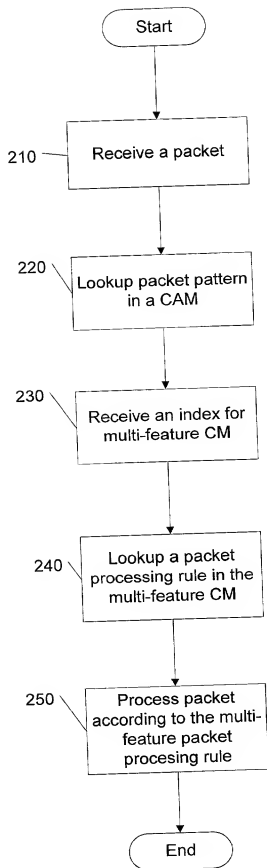 Start
210
Receive a packet
220
Lookup packet pattern
in a CAM
230
Receive an index for
multi-feature CM
240
Lookup a packet
processing rule in the
multi-feature CM
250
Process packet
according to the multi-
feature packet
procesing rule
End